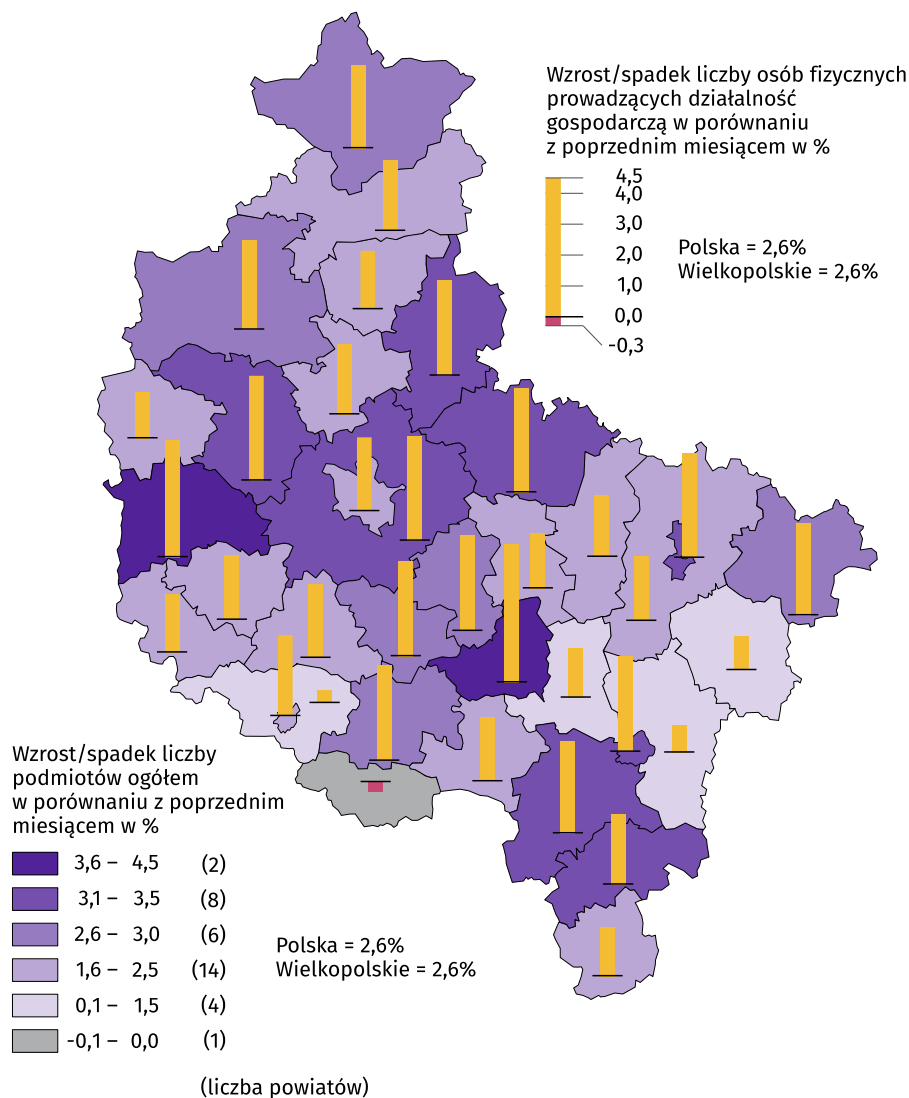 Wzrost/spadek liczby osób fizycznych
prowadzących działalność
gospodarczą w porównaniu
z poprzednim miesiącem w %
4,5
4,0
3,0
2,0
1,0
0,0
-0,3
Polska = 2,6%
Wielkopolskie = 2,6%
Wzrost/spadek liczby
podmiotów ogółem
w porównaniu z poprzednim
miesiącem w %
3,6 – 4,5 (2)
3,1 – 3,5 (8)
2,6 – 3,0 (6)
1,6 – 2,5 (14)
0,1 – 1,5 (4)
-0,1 – 0,0 (1)
Polska = 2,6%
Wielkopolskie = 2,6%
(liczba powiatów)